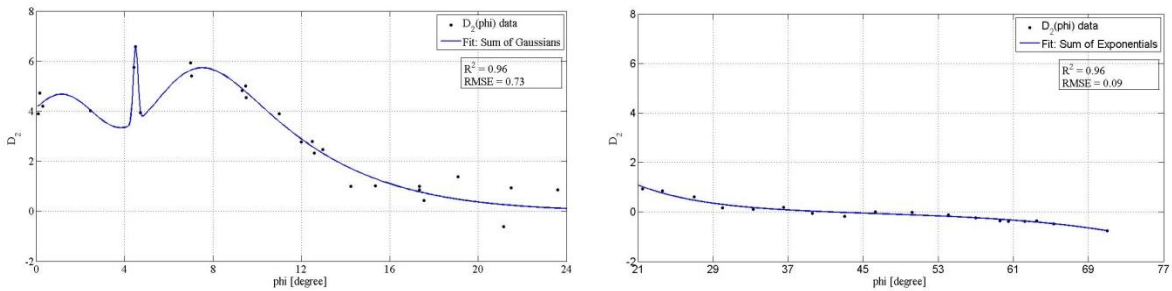 8
6
4
2
0
-2
D₂
0
4
8
12
16
20
24
phi [degree]
D₂(phi) data
Fit: Sum of Gaussians
R² = 0.96
RMSE = 0.73
8
6
4
2
0
-2
D₂
21
29
37
45
53
61
69
77
phi [degree]
D₂(phi) data
Fit: Sum of Exponentials
R² = 0.96
RMSE = 0.09